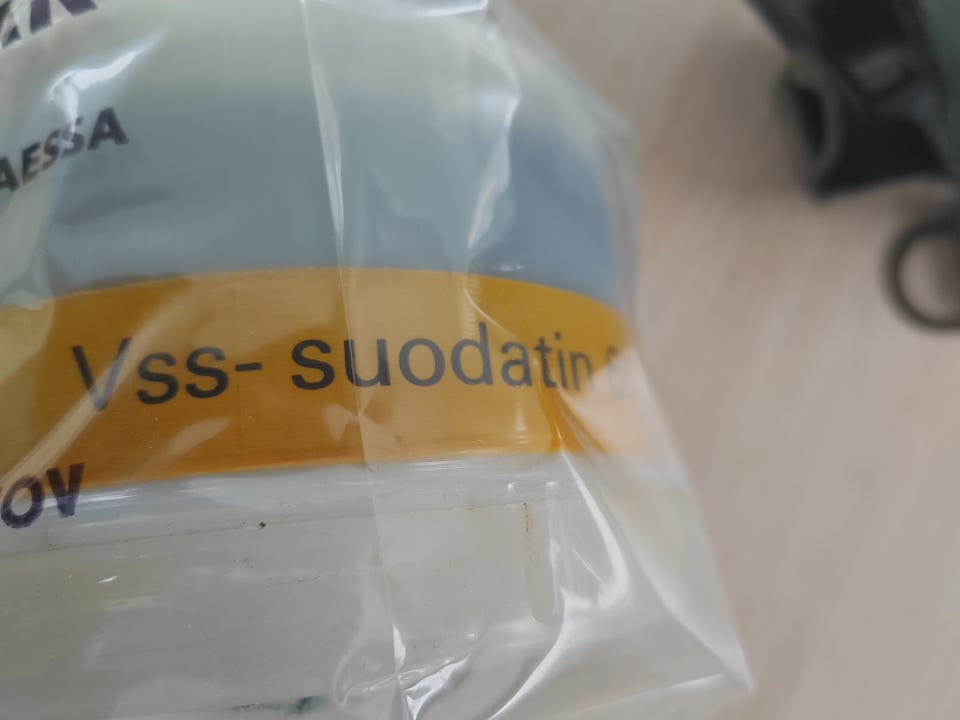 AESSA
Vss- suodatin
OV